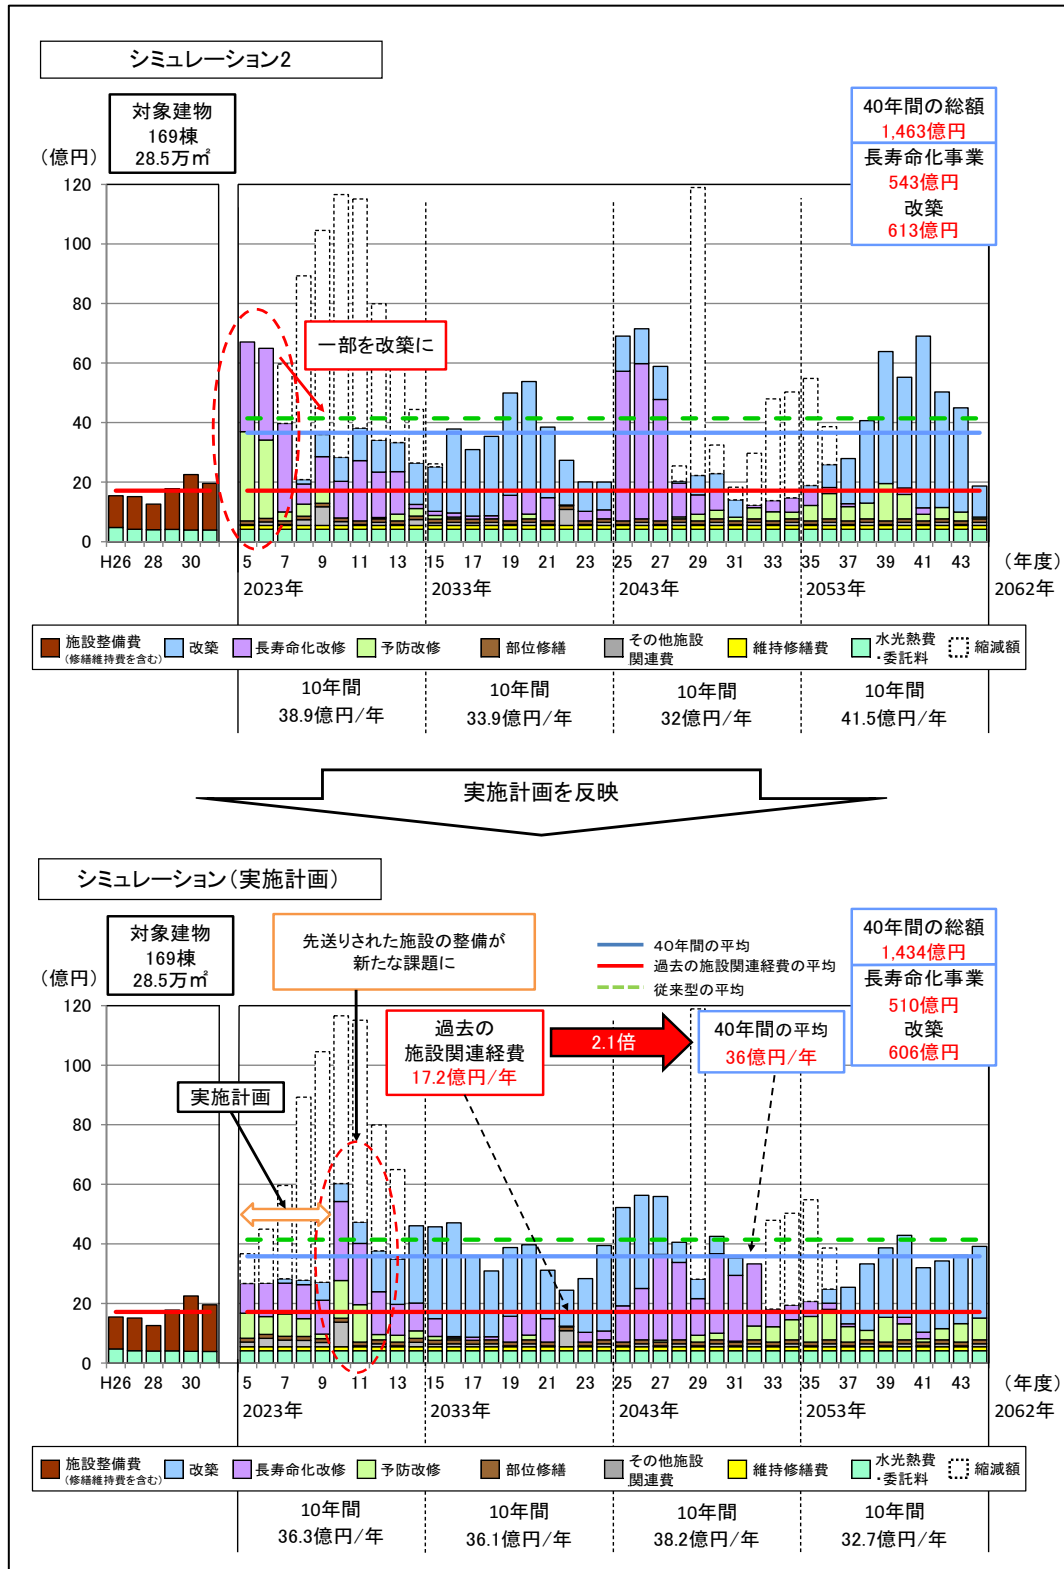 シミュレーション2
対象建物
169棟
28.5万㎡
40年間の総額
1,463億円
長寿命化事業
543億円
改築
613億円
(億円)
120
100
80
60
40
20
0
一部を改築に
H26 28 30 5 7 9 11 13 15 17 19 21 23 25 27 29 31 33 35 37 39 41 43 (年度)
2023年 2033年 2043年 2053年 2062年
施設整備費 改築 長寿命化改修 予防改修 部位修繕 その他施設 維持修繕費 水光熱費 縮減額
(修繕維持費を含む) 関連費 ・委託料
10年間 10年間 10年間 10年間
38.9億円/年 33.9億円/年 32億円/年 41.5億円/年
実施計画を反映
シミュレーション(実施計画)
対象建物
169棟
28.5万㎡
先送りされた施設の整備が
新たな課題に
40年間の平均
過去の施設関連経費の平均
従来型の平均
40年間の総額
1,434億円
長寿命化事業
510億円
改築
606億円
(億円)
120
100
80
60
40
20
0
過去の
施設関連経費
17.2億円/年
2.1倍
40年間の平均
36億円/年
実施計画
H26 28 30 5 7 9 11 13 15 17 19 21 23 25 27 29 31 33 35 37 39 41 43 (年度)
2023年 2033年 2043年 2053年 2062年
施設整備費 改築 長寿命化改修 予防改修 部位修繕 その他施設 維持修繕費 水光熱費 縮減額
(修繕維持費を含む) 関連費 ・委託料
10年間 10年間 10年間 10年間
36.3億円/年 36.1億円/年 38.2億円/年 32.7億円/年